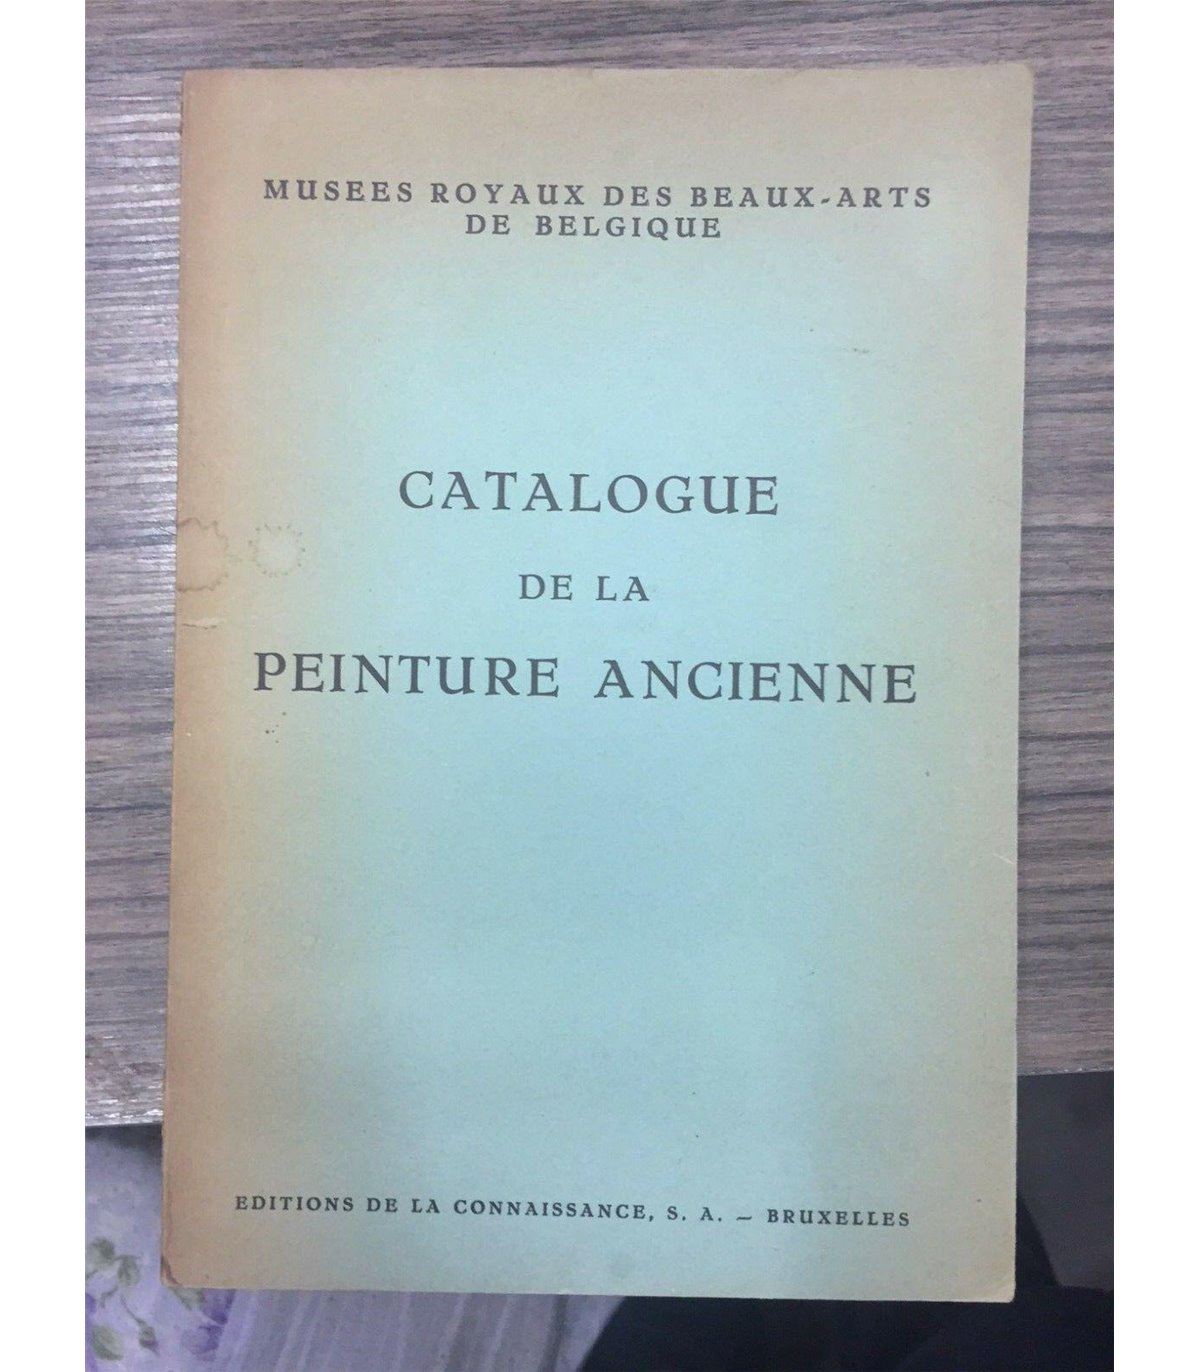 MUSEES ROYAUX DES BEAUX-ARTS
DE BELGIQUE
CATALOGUE
DE LA
PEINTURE ANCIENNE
EDITIONS DE LA CONNAISSANCE, S. A. — BRUXELLES